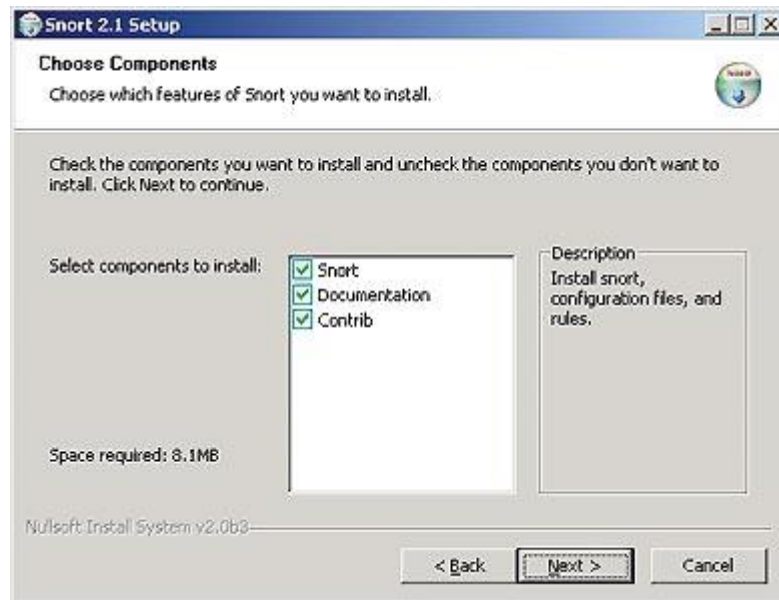 Snort 2.1 Setup
Choose Components
Choose which features of Snort you want to install.
Check the components you want to install and uncheck the components you don't want to
install. Click Next to continue.
Select components to install:
Snort
Documentation
Contrib
Description
Install snort,
configuration files, and
rules.
Space required: 8.1MB
Nullsoft Install System v2.0b3
< Back
Next >
Cancel